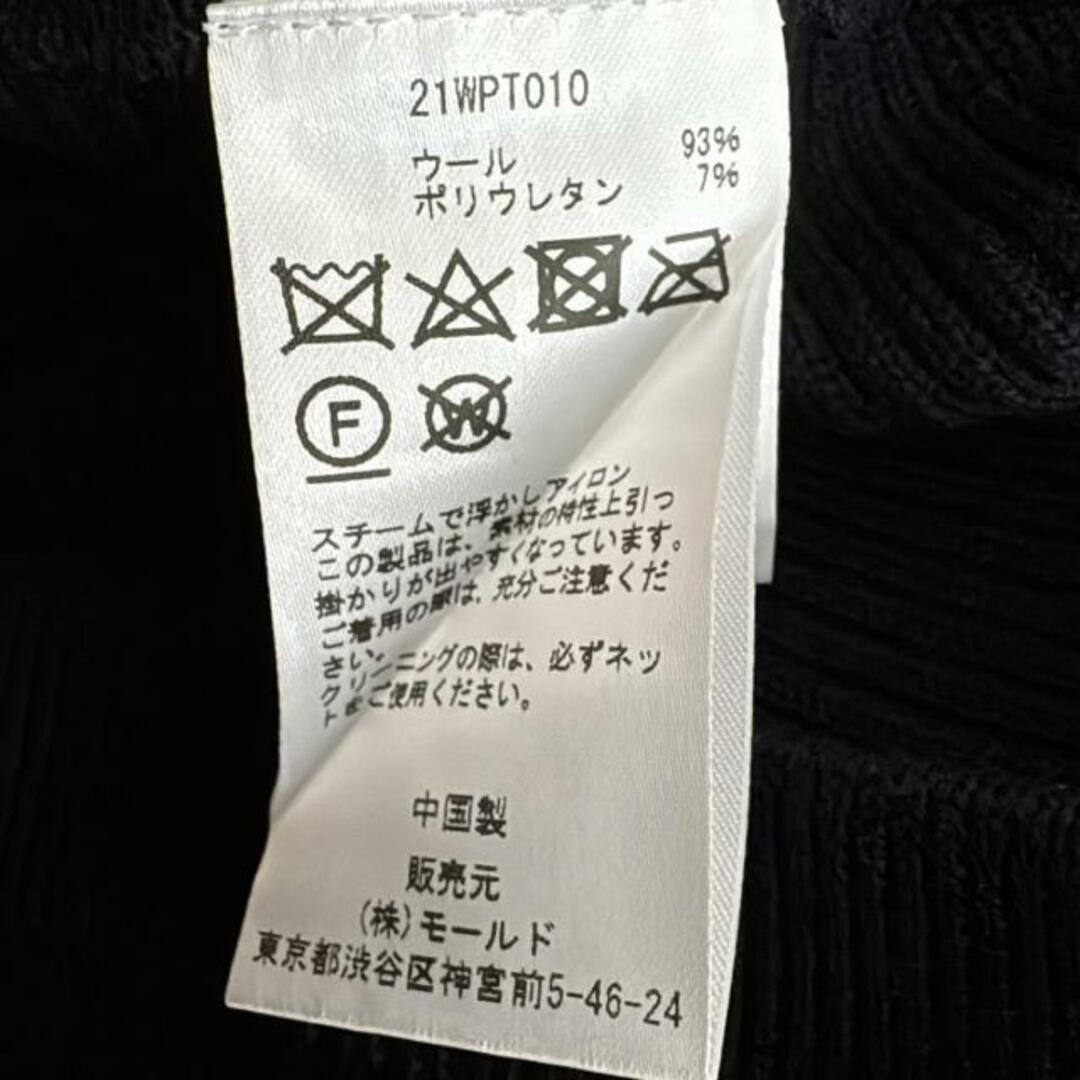 21WPT010
ウール 93%
ポリウレタン 7%
F
W
スチームで浮かしアイロン
この製品は、素材の特性上引っ
掛かりが出やすくなっています。
ご着用の際は、充分ご注意くだ
さい。
クリーニングの際は、必ずネッ
トをご使用ください。
中国製
販売元
(株)モールド
東京都渋谷区神宮前5-46-24